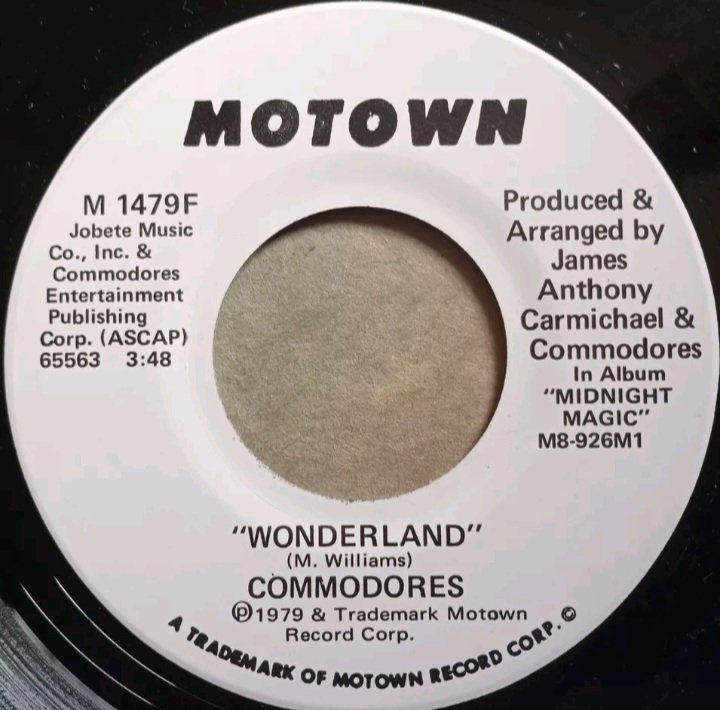 MOTOWN
M 1479F
Jobete Music
Co., Inc. &
Commodores
Entertainment
Publishing
Corp. (ASCAP)
65563 3:48
Produced &
Arranged by
James
Anthony
Carmichael &
Commodores
In Album
"MIDNIGHT
MAGIC"
M8-926M1
"WONDERLAND"
(M. Williams)
COMMODORES
Ⓟ1979 & Trademark Motown
Record Corp.
A TRADEMARK OF MOTOWN RECORD CORP. ©